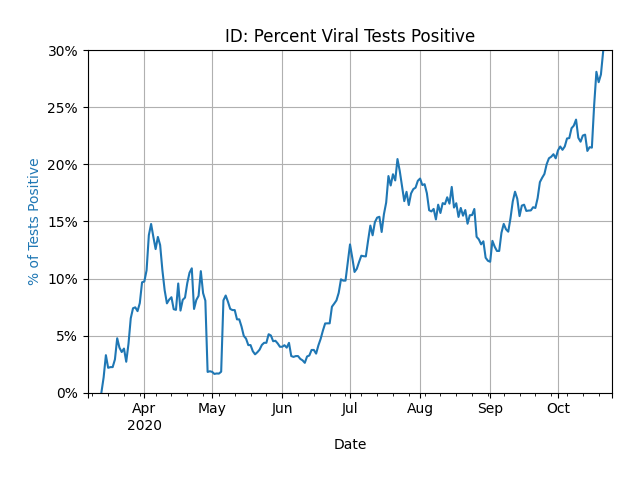 ID: Percent Viral Tests Positive
30%
25%
20%
15%
10%
5%
0%
% of Tests Positive
Apr May Jun Jul Aug Sep Oct
2020
Date